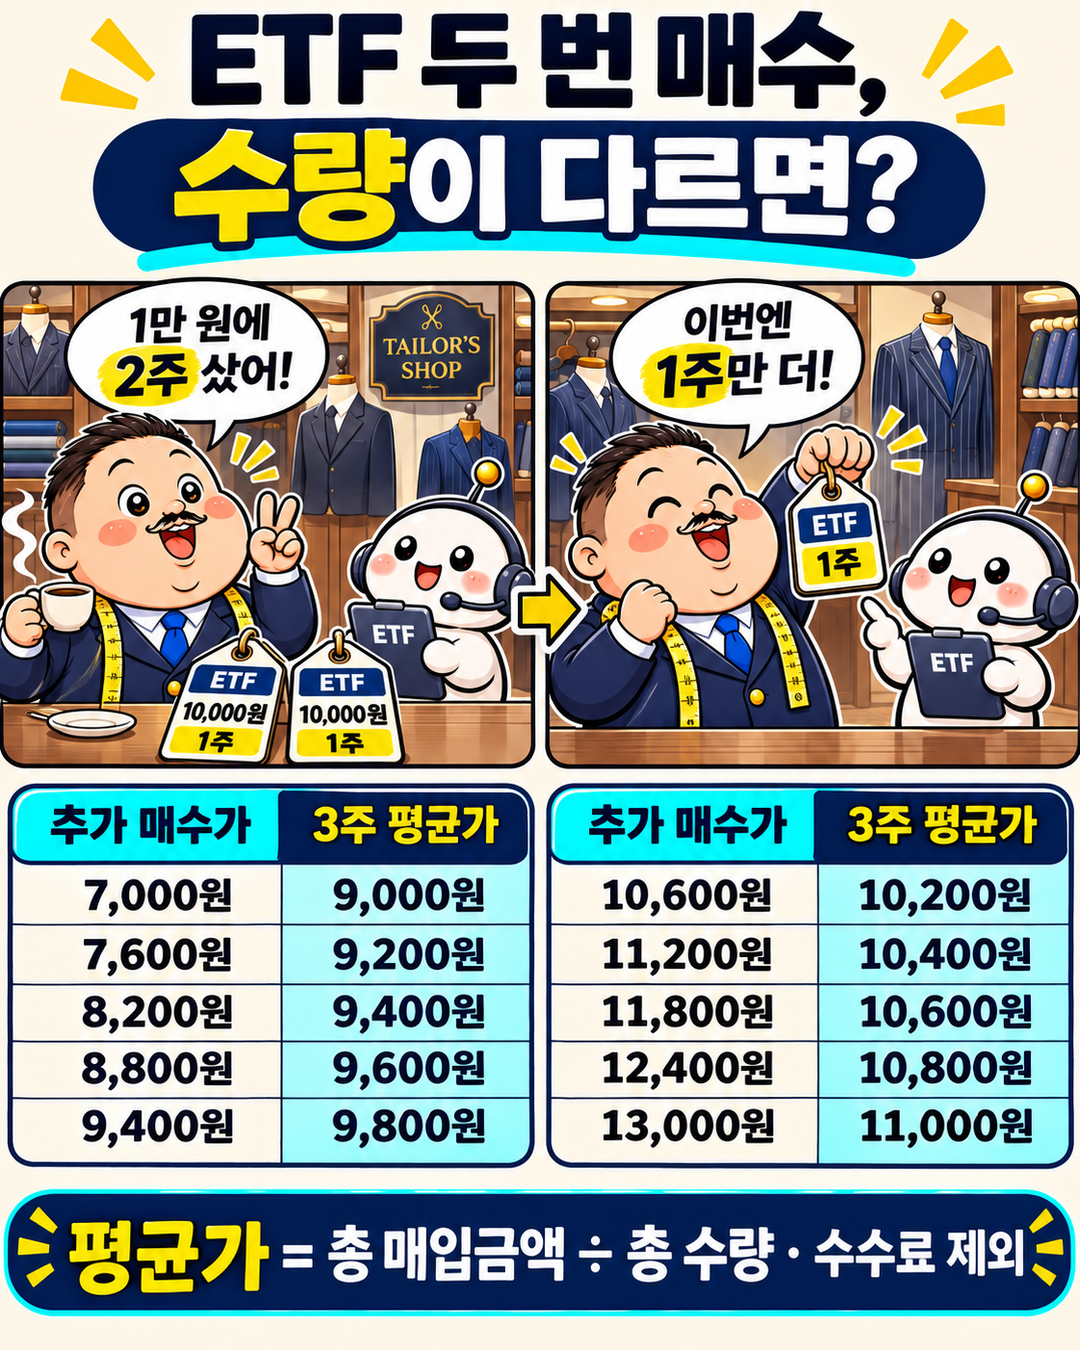 ETF 두 번 매수,
수량이 다르면?
1만 원에
2주 샀어!
TAILOR'S
SHOP
ETF
ETF
10,000원
1주
ETF
10,000원
1주
이번엔
1주만 더!
ETF
1주
ETF
추가 매수가 3주 평균가
7,000원 9,000원
7,600원 9,200원
8,200원 9,400원
8,800원 9,600원
9,400원 9,800원
추가 매수가 3주 평균가
10,600원 10,200원
11,200원 10,400원
11,800원 10,600원
12,400원 10,800원
13,000원 11,000원
평균가 = 총 매입금액 ÷ 총 수량 · 수수료 제외